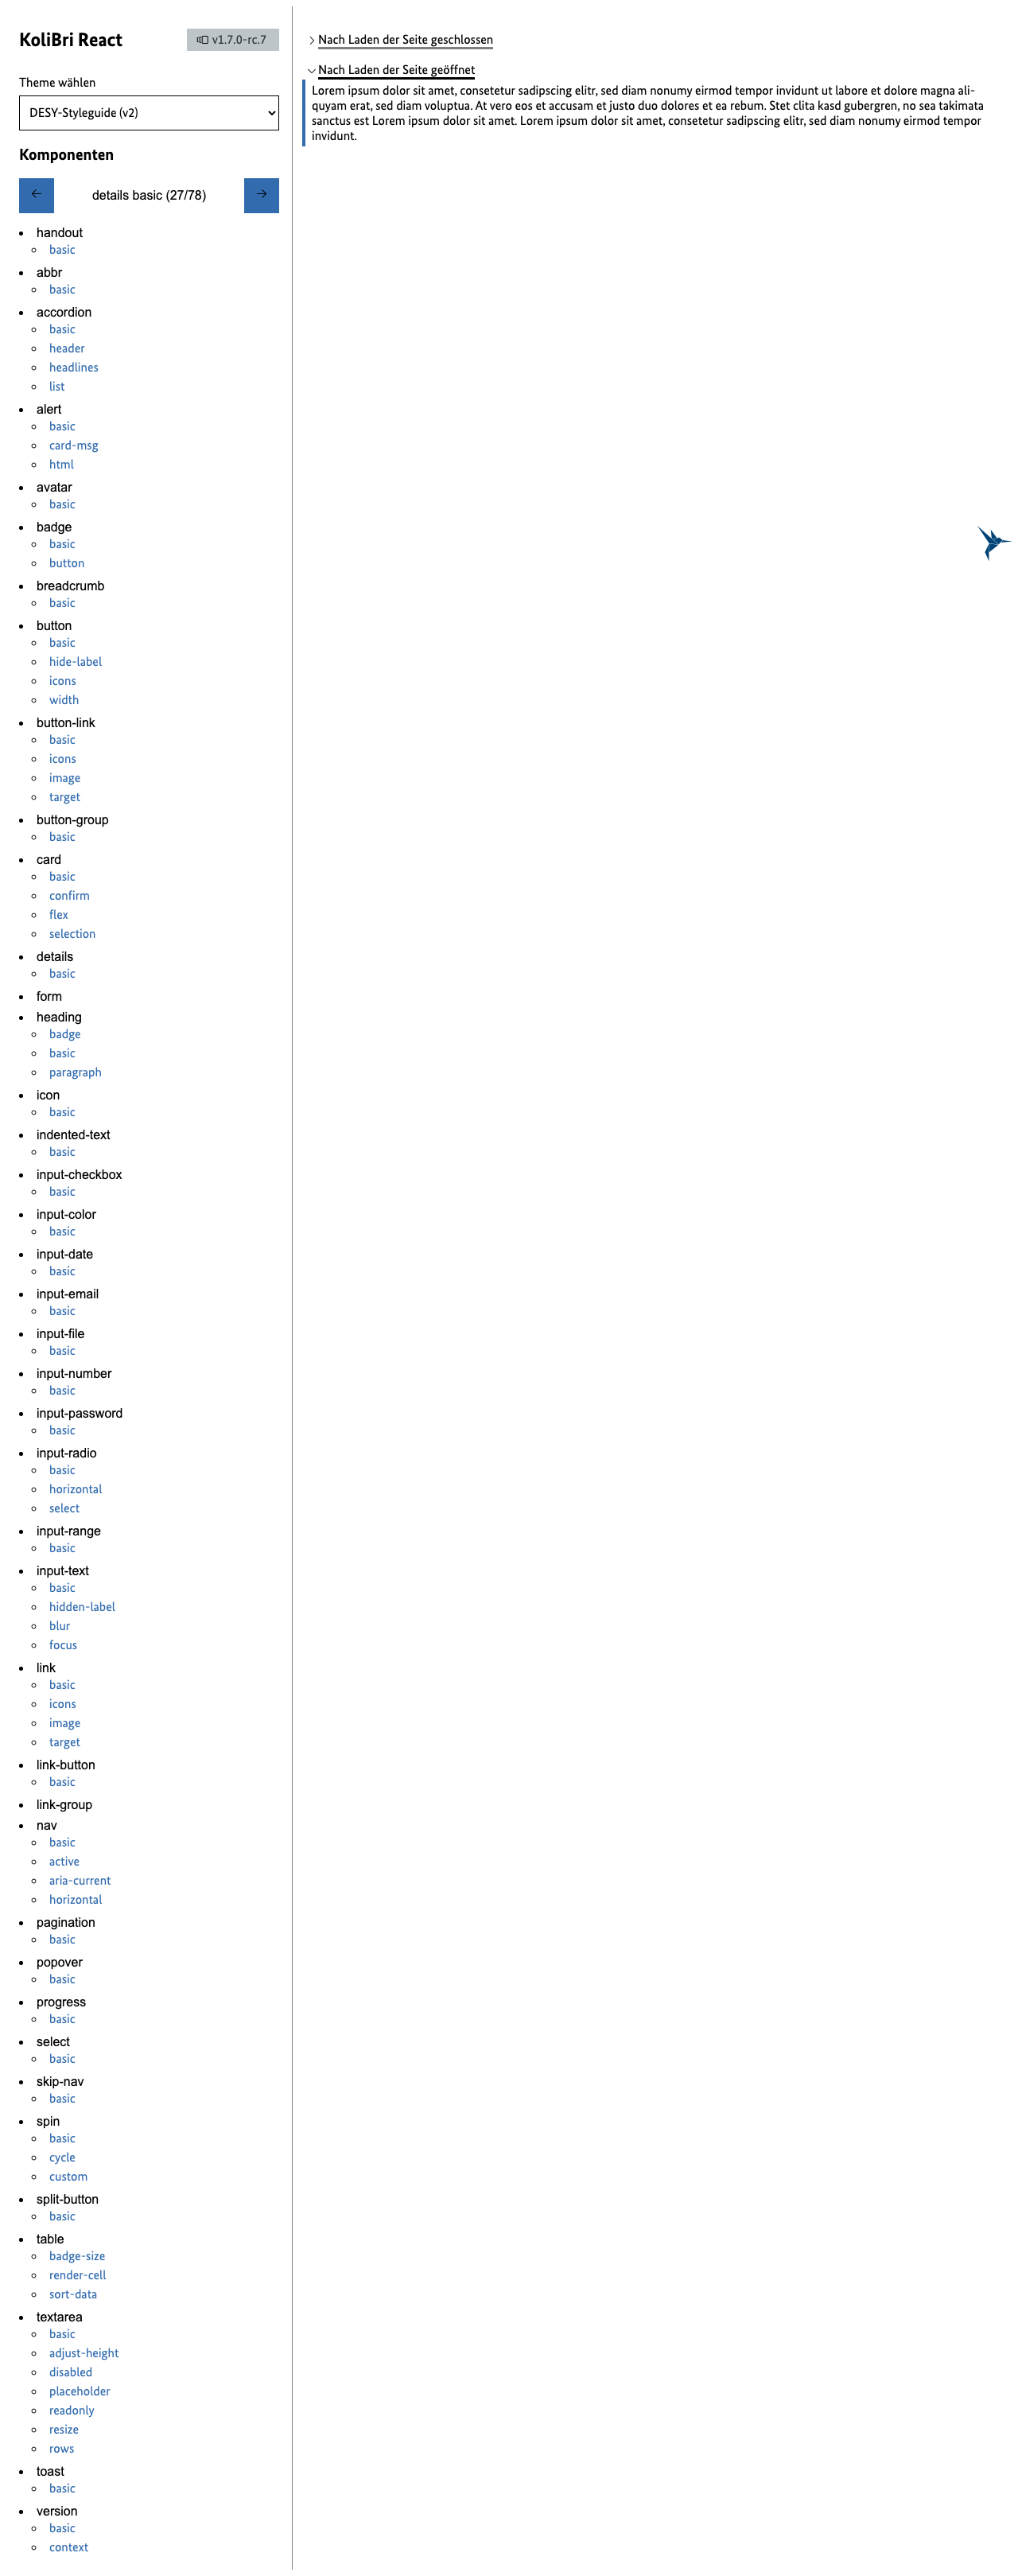 KoliBri React
v1.7.0-rc.7
Theme wählen
DESY-Styleguide (v2)
Komponenten
details basic (27/78)
handout
basic
abbr
basic
accordion
basic
header
headlines
list
alert
basic
card-msg
html
avatar
basic
badge
basic
button
breadcrumb
basic
button
basic
hide-label
icons
width
button-link
basic
icons
image
target
button-group
basic
card
basic
confirm
flex
selection
details
basic
form
heading
badge
basic
paragraph
icon
basic
indented-text
basic
input-checkbox
basic
input-color
basic
input-date
basic
input-email
basic
input-file
basic
input-number
basic
input-password
basic
input-radio
basic
horizontal
select
input-range
basic
input-text
basic
hidden-label
blur
focus
link
basic
icons
image
target
link-button
basic
link-group
nav
basic
active
aria-current
horizontal
pagination
basic
popover
basic
progress
basic
select
basic
skip-nav
basic
spin
basic
cycle
custom
split-button
basic
table
badge-size
render-cell
sort-data
textarea
basic
adjust-height
disabled
placeholder
readonly
resize
rows
toast
basic
version
basic
context
Nach Laden der Seite geschlossen
Nach Laden der Seite geöffnet
Lorem ipsum dolor sit amet, consetetur sadipscing elitr, sed diam nonumy eirmod tempor invidunt ut labore et dolore magna ali-
quyam erat, sed diam voluptua. At vero eos et accusam et justo duo dolores et ea rebum. Stet clita kasd gubergren, no sea takimata
sanctus est Lorem ipsum dolor sit amet. Lorem ipsum dolor sit amet, consetetur sadipscing elitr, sed diam nonumy eirmod tempor
invidunt.